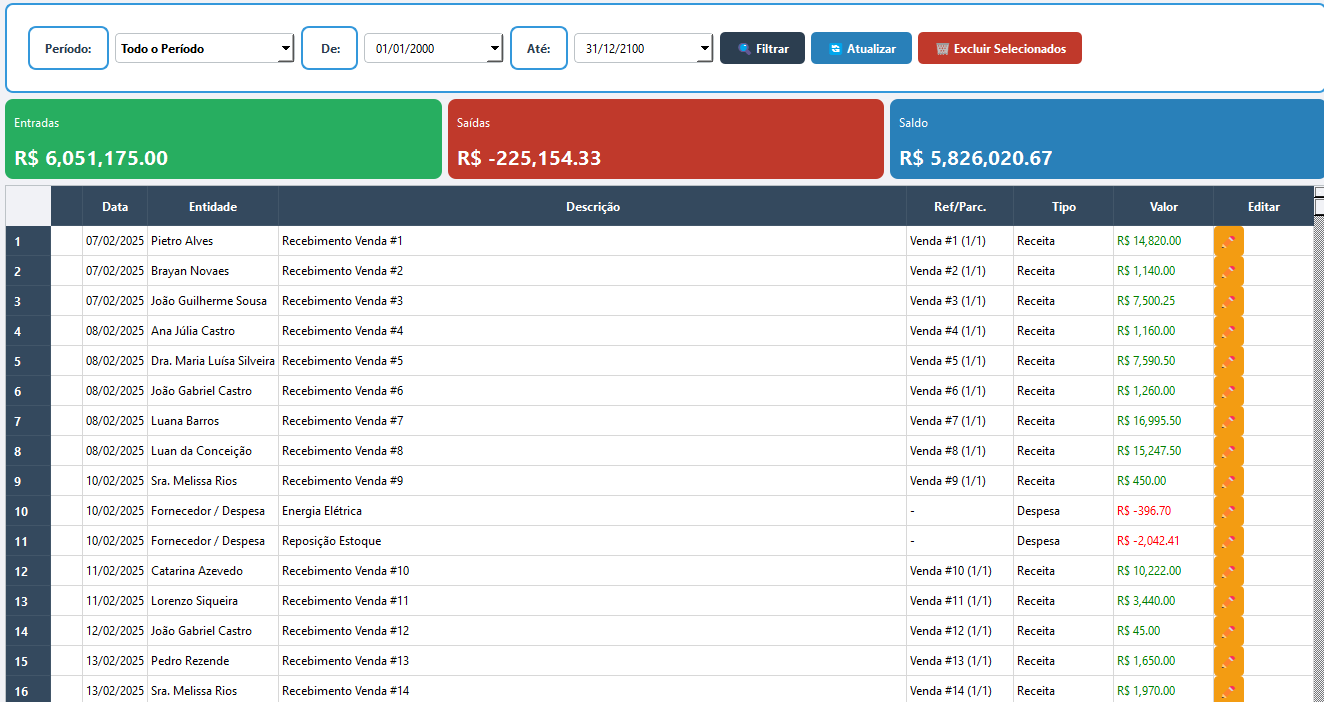 Período: Todo o Período De: 01/01/2000 Até: 31/12/2100 Filtrar Atualizar Excluir Selecionados
Entradas Saídas Saldo
R$ 6,051,175.00 R$ -225,154.33 R$ 5,826,020.67
Data Entidade Descrição Ref/Parc. Tipo Valor Editar
1 07/02/2025 Pietro Alves Recebimento Venda #1 Venda #1 (1/1) Receita R$ 14,820.00
2 07/02/2025 Brayan Novaes Recebimento Venda #2 Venda #2 (1/1) Receita R$ 1,140.00
3 07/02/2025 João Guilherme Sousa Recebimento Venda #3 Venda #3 (1/1) Receita R$ 7,500.25
4 08/02/2025 Ana Júlia Castro Recebimento Venda #4 Venda #4 (1/1) Receita R$ 1,160.00
5 08/02/2025 Dra. Maria Luísa Silveira Recebimento Venda #5 Venda #5 (1/1) Receita R$ 7,590.50
6 08/02/2025 João Gabriel Castro Recebimento Venda #6 Venda #6 (1/1) Receita R$ 1,260.00
7 08/02/2025 Luana Barros Recebimento Venda #7 Venda #7 (1/1) Receita R$ 16,995.50
8 08/02/2025 Luan da Conceição Recebimento Venda #8 Venda #8 (1/1) Receita R$ 15,247.50
9 10/02/2025 Sra. Melissa Rios Recebimento Venda #9 Venda #9 (1/1) Receita R$ 450.00
10 10/02/2025 Fornecedor / Despesa Energia Elétrica - Despesa R$ -396.70
11 10/02/2025 Fornecedor / Despesa Reposição Estoque - Despesa R$ -2,042.41
12 11/02/2025 Catarina Azevedo Recebimento Venda #10 Venda #10 (1/1) Receita R$ 10,222.00
13 11/02/2025 Lorenzo Siqueira Recebimento Venda #11 Venda #11 (1/1) Receita R$ 3,440.00
14 12/02/2025 João Gabriel Castro Recebimento Venda #12 Venda #12 (1/1) Receita R$ 45.00
15 13/02/2025 Pedro Rezende Recebimento Venda #13 Venda #13 (1/1) Receita R$ 1,650.00
16 13/02/2025 Sra. Melissa Rios Recebimento Venda #14 Venda #14 (1/1) Receita R$ 1,970.00